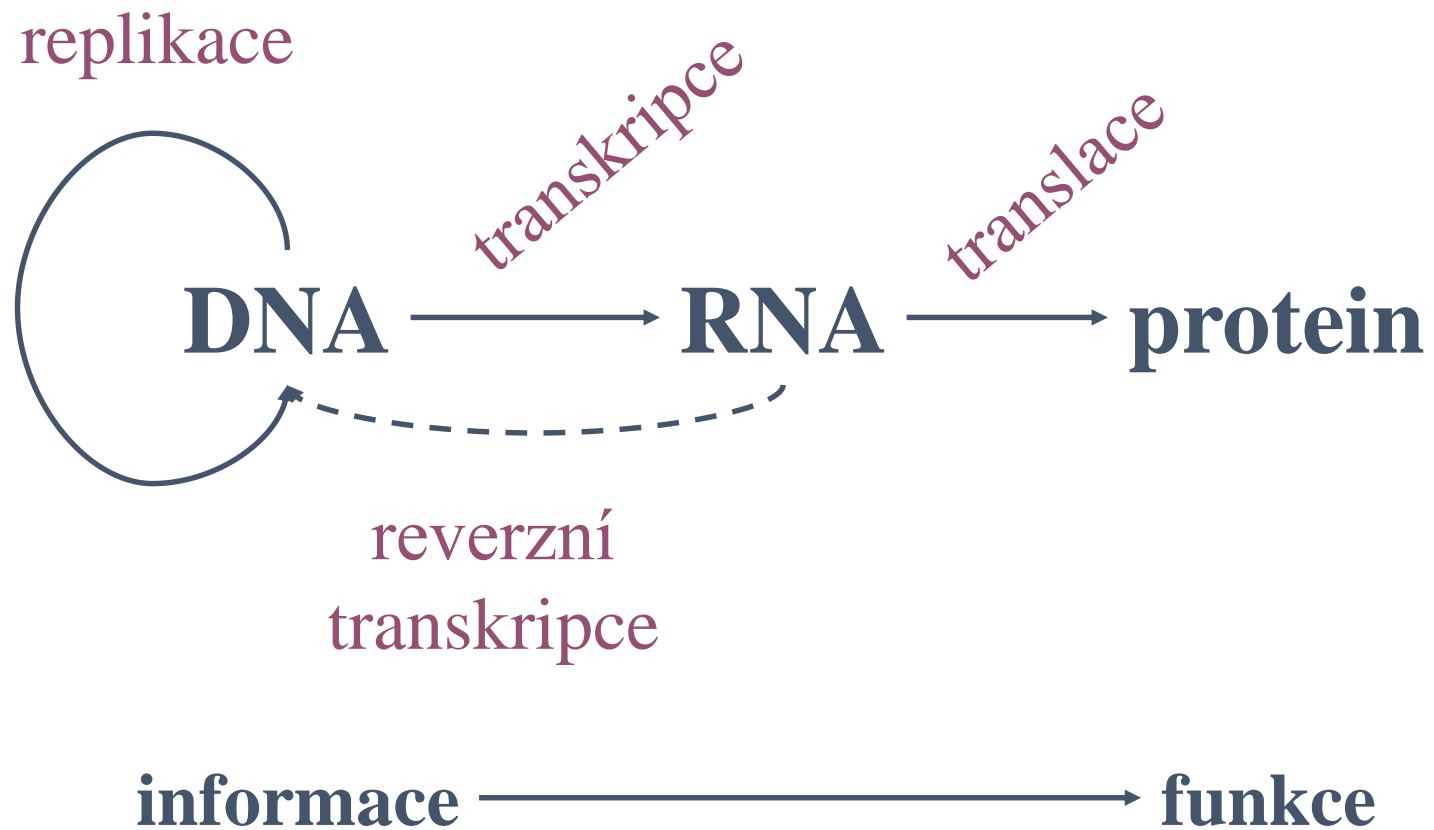 replikace
transkripce
translace
DNA
RNA
protein
reverzní
transkripce
informace
funkce